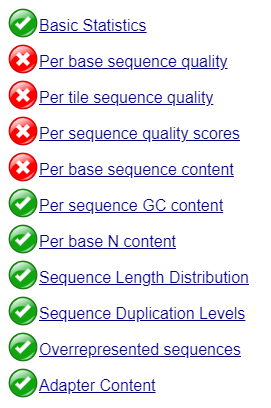 Basic Statistics
Per base sequence quality
Per tile sequence quality
Per sequence quality scores
Per base sequence content
Per sequence GC content
Per base N content
Sequence Length Distribution
Sequence Duplication Levels
Overrepresented sequences
Adapter Content